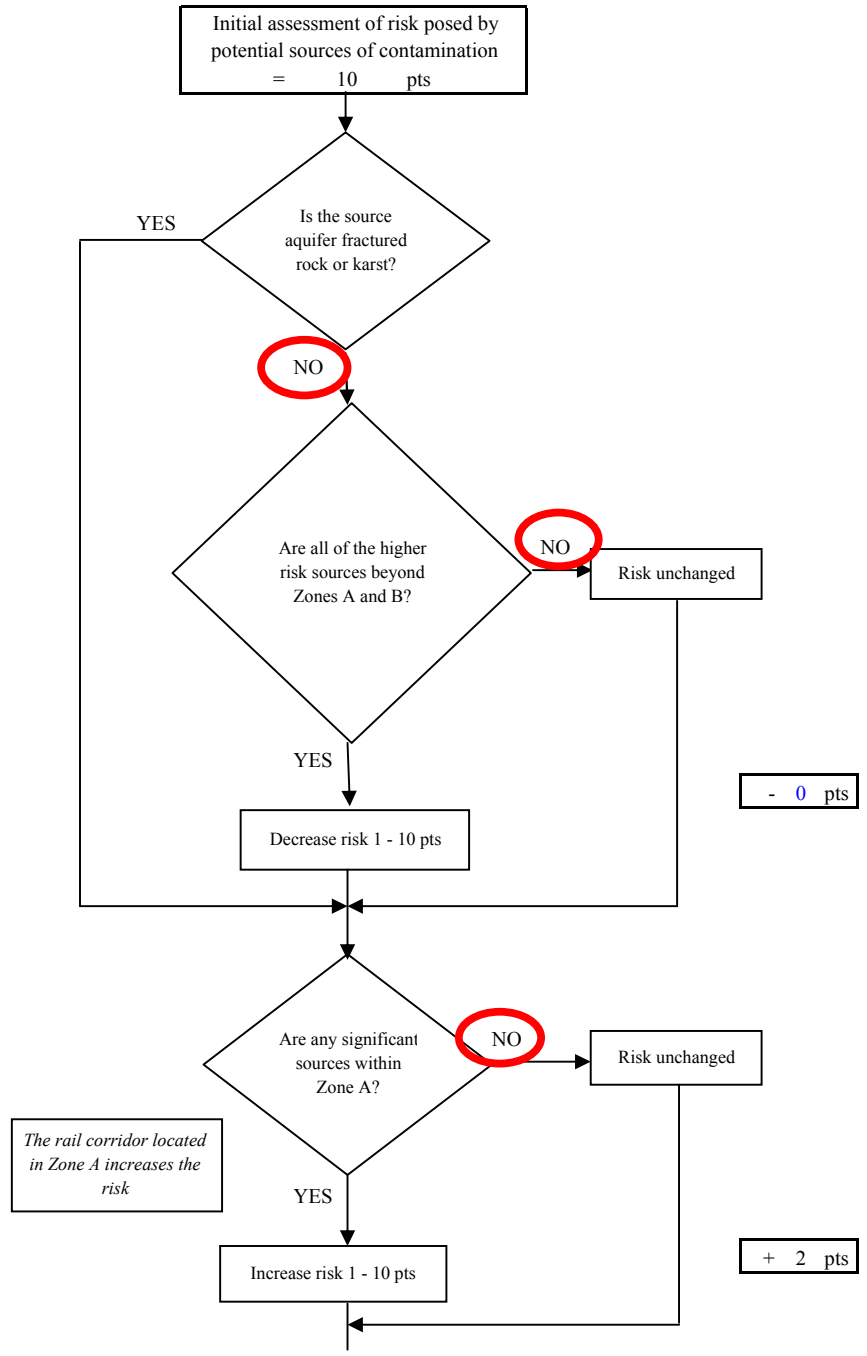 Initial assessment of risk posed by
potential sources of contamination
= 10 pts
YES
Is the source
aquifer fractured
rock or karst?
NO
Are all of the higher
risk sources beyond
Zones A and B?
NO
Risk unchanged
YES
- 0 pts
Decrease risk 1 - 10 pts
Are any significant
sources within
Zone A?
NO
Risk unchanged
The rail corridor located
in Zone A increases the
risk
YES
Increase risk 1 - 10 pts
+ 2 pts